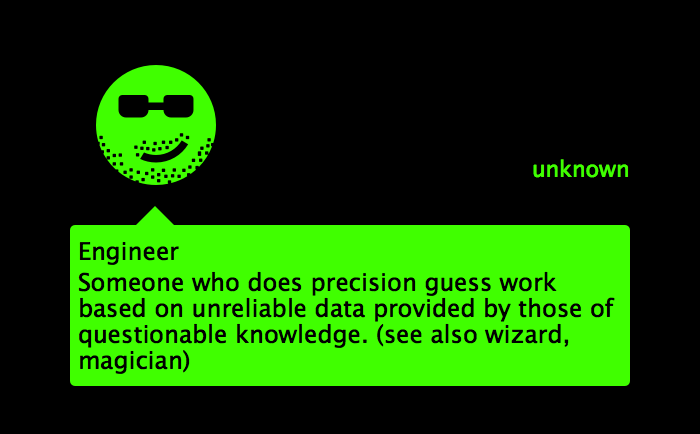 unknown
Engineer
Someone who does precision guess work
based on unreliable data provided by those of
questionable knowledge. (see also wizard,
magician)